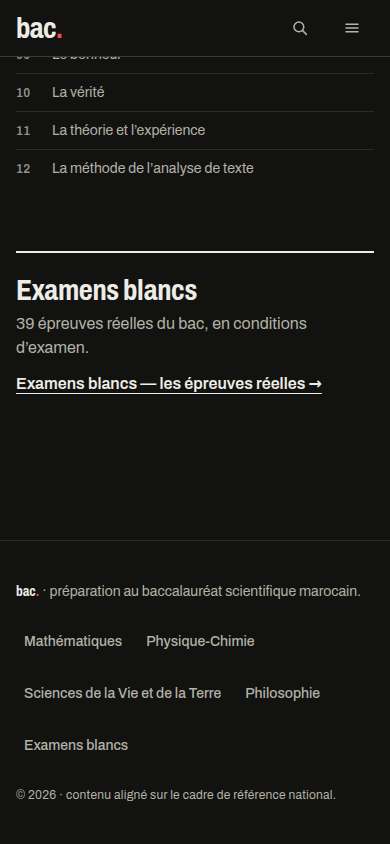 bac.
10 La vérité
11 La théorie et l’expérience
12 La méthode de l’analyse de texte
Examens blancs
39 épreuves réelles du bac, en conditions
d’examen.
Examens blancs — les épreuves réelles →
bac. · préparation au baccalauréat scientifique marocain.
Mathématiques Physique-Chimie
Sciences de la Vie et de la Terre Philosophie
Examens blancs
© 2026 · contenu aligné sur le cadre de référence national.